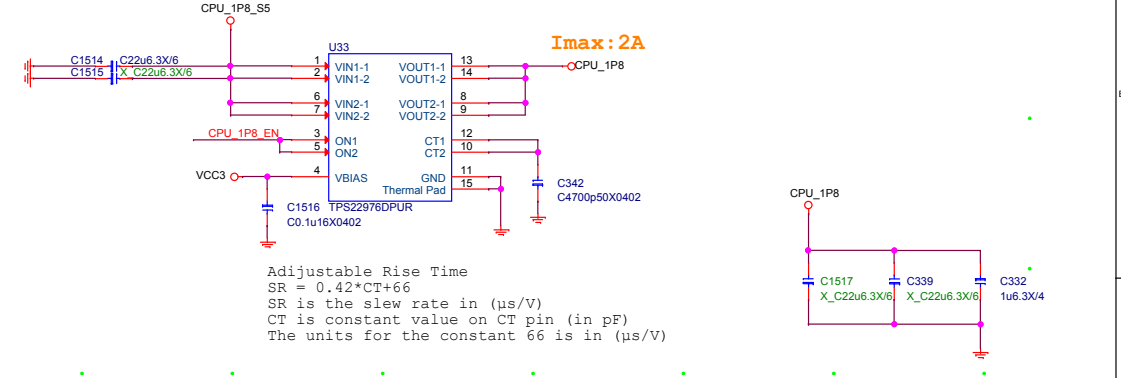 CPU_1P8_S5
U33
Imax:2A
C1514 C22u6.3X/6
C1515 X_C22u6.3X/6
1 VIN1-1 VOUT1-1 13 CPU_1P8
2 VIN1-2 VOUT1-2 14
6 VIN2-1 VOUT2-1 8
7 VIN2-2 VOUT2-2 9
CPU_1P8_EN 3 ON1 CT1 12
5 ON2 CT2 10
VCC3 4 VBIAS GND 11
Thermal Pad 15
C342
C4700p50X0402
C1516 TPS22976DPUR
C0.1u16X0402
CPU_1P8
C1517 C339 C332
X_C22u6.3X/6 X_C22u6.3X/6 1u6.3X/4
Adijustable Rise Time
SR = 0.42*CT+66
SR is the slew rate in (µs/V)
CT is constant value on CT pin (in pF)
The units for the constant 66 is in (µs/V)